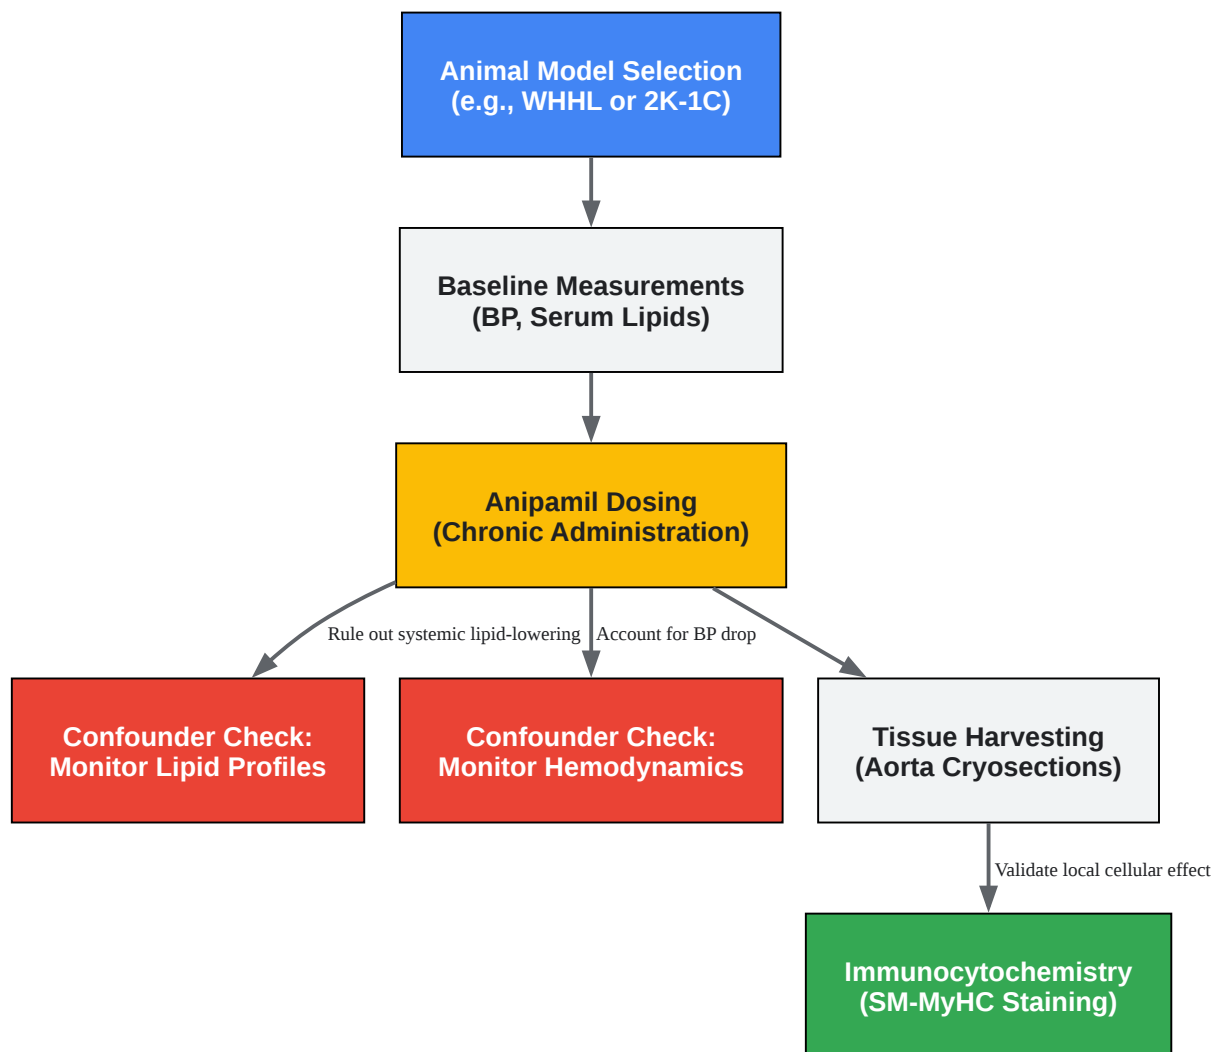 Animal Model Selection
(e.g., WHHL or 2K-1C)
Baseline Measurements
(BP, Serum Lipids)
Anipamil Dosing
(Chronic Administration)
Rule out systemic lipid-lowering
Account for BP drop
Confounder Check:
Monitor Lipid Profiles
Confounder Check:
Monitor Hemodynamics
Tissue Harvesting
(Aorta Cryosections)
Validate local cellular effect
Immunocytochemistry
(SM-MyHC Staining)